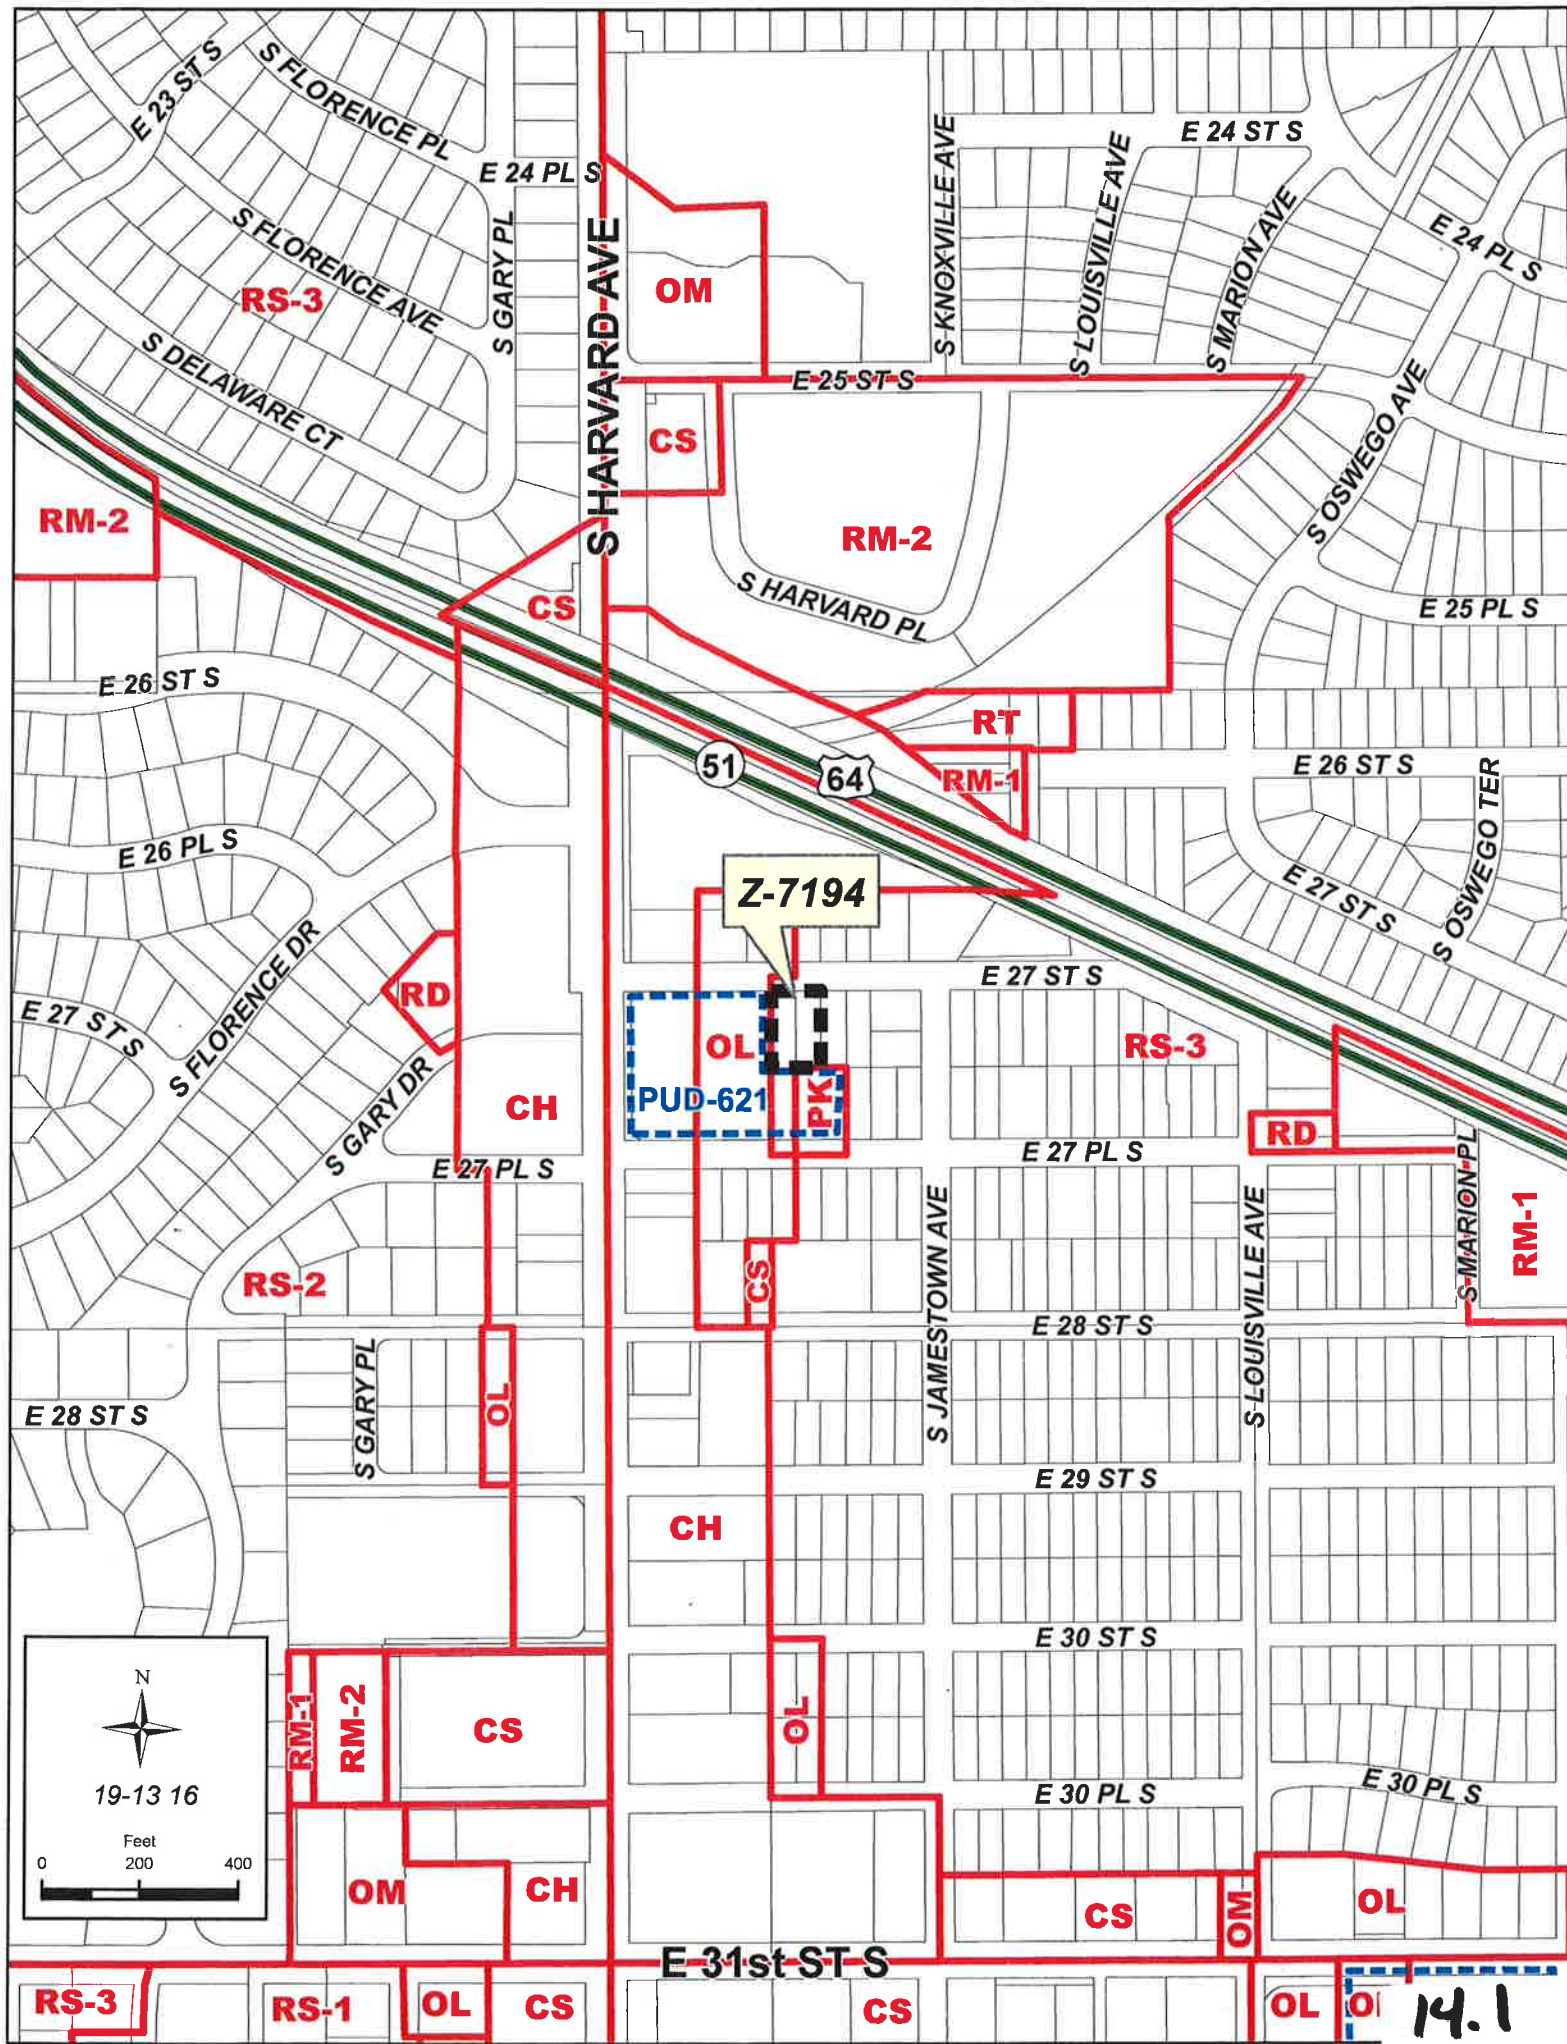 E 23 ST S
S FLORENCE PL
E 24 PL S
S KNOXVILLE AVE
S LOUISVILLE AVE
E 24 ST S
S MARION AVE
E 24 PL S
S FLORENCE AVE
S GARY PL
S HARVARD AVE
RS-3
OM
S DELAWARE CT
E 25 ST S
CS
S OSWEGO AVE
RM-2
RM-2
S HARVARD PL
CS
E 25 PL S
E 26 ST S
RT
51
64
RM-1
E 26 ST S
S OSWEGO TER
E 26 PL S
Z-7194
E 27 ST S
S FLORENCE DR
RD
E 27 ST S
E 27 ST S
OL
RS-3
S GARY DR
CH
PUD-621
PK
RD
E 27 PL S
E 27 PL S
S MARION PL
RM-1
RS-2
CS
S JAMESTOWN AVE
S LOUISVILLE AVE
E 28 ST S
S GARY PL
OL
E 28 ST S
E 29 ST S
CH
E 30 ST S
N
19-13 16
Feet
0 200 400
RM-1
RM-2
CS
OL
E 30 PL S
E 30 PL S
OM
CH
CS
OM
OL
E 31st ST S
RS-3
RS-1
OL
CS
CS
OL
14.1